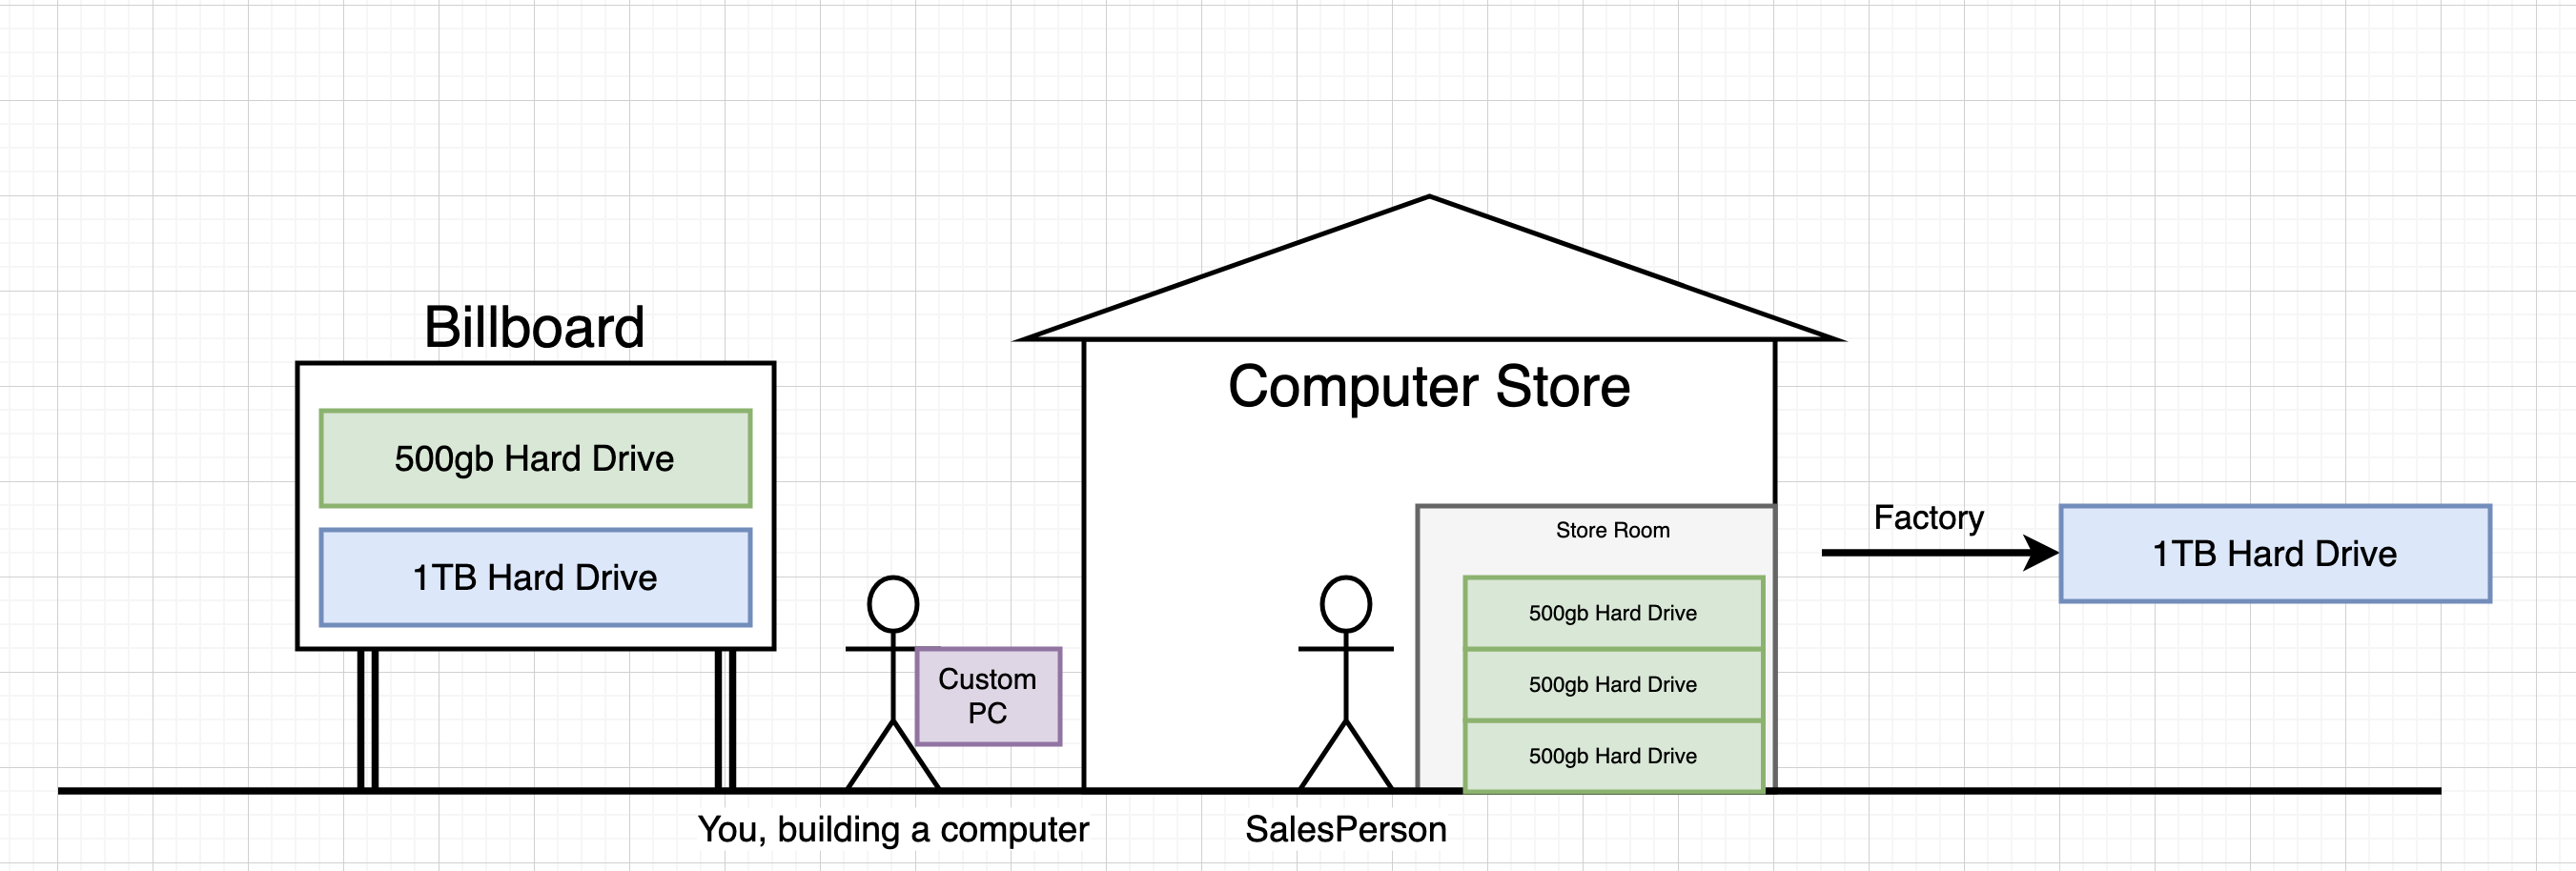 Billboard
500gb Hard Drive
1TB Hard Drive
Custom
PC
You, building a computer
Computer Store
Store Room
500gb Hard Drive
500gb Hard Drive
500gb Hard Drive
SalesPerson
Factory
1TB Hard Drive